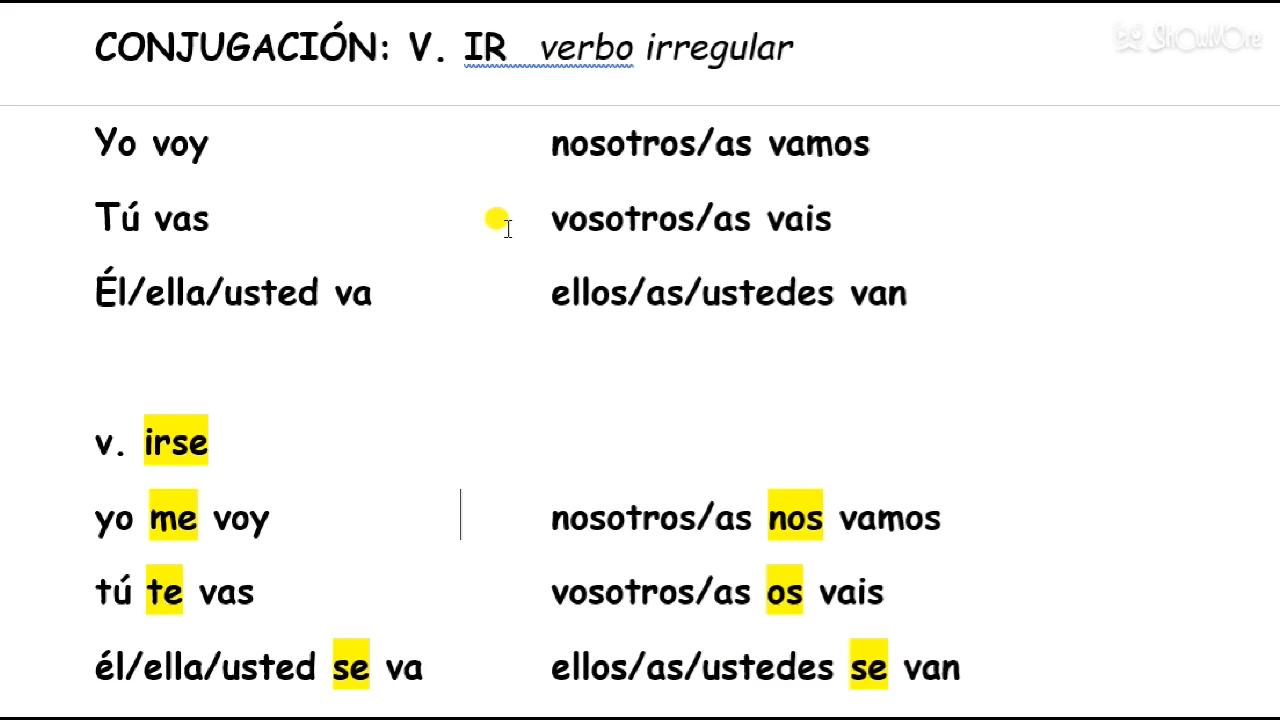 CONJUGACIÓN: V. IR verbo irregular
ShowMore
Yo voy nosotros/as vamos
Tú vas vosotros/as vais
Él/ella/usted va ellos/as/ustedes van
v. irse
yo me voy nosotros/as nos vamos
tú te vas vosotros/as os vais
él/ella/usted se va ellos/as/ustedes se van